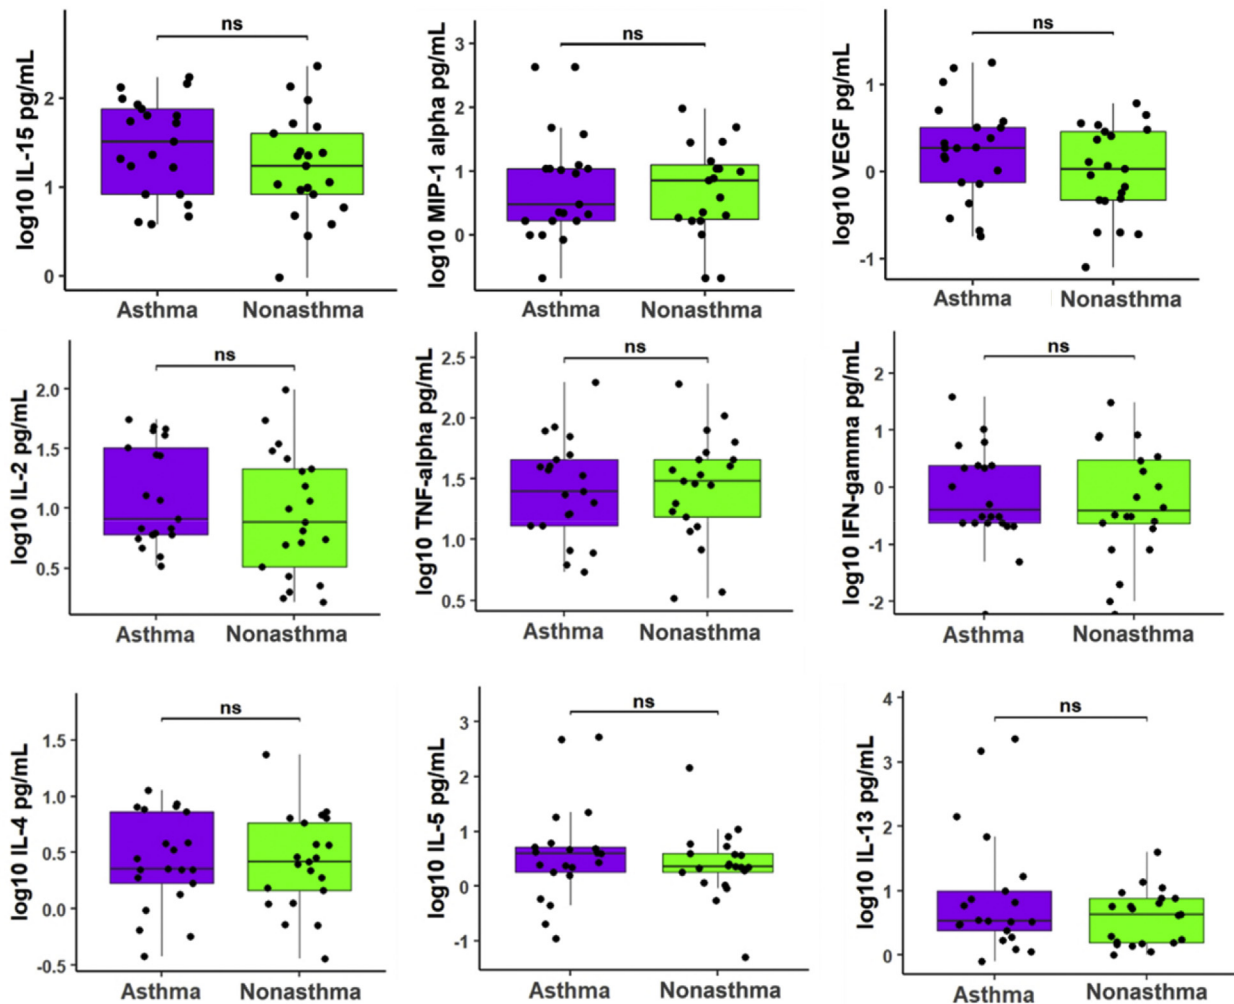 ns
log10 IL-15 pg/mL
2
1
0
Asthma Nonasthma
ns
log10 MIP-1 alpha pg/mL
3
2
1
0
Asthma Nonasthma
ns
log10 VEGF pg/mL
1
0
-1
Asthma Nonasthma
ns
log10 IL-2 pg/mL
2.0
1.5
1.0
0.5
Asthma Nonasthma
ns
log10 TNF-alpha pg/mL
2.5
2.0
1.5
1.0
0.5
Asthma Nonasthma
ns
log10 IFN-gamma pg/mL
2
1
-0
-1
-2
Asthma Nonasthma
ns
log10 IL-4 pg/mL
1.5
1.0
0.5
0.0
-0.5
Asthma Nonasthma
ns
log10 IL-5 pg/mL
3
2
1
0
-1
Asthma Nonasthma
ns
log10 IL-13 pg/mL
4
3
2
1
0
Asthma Nonasthma